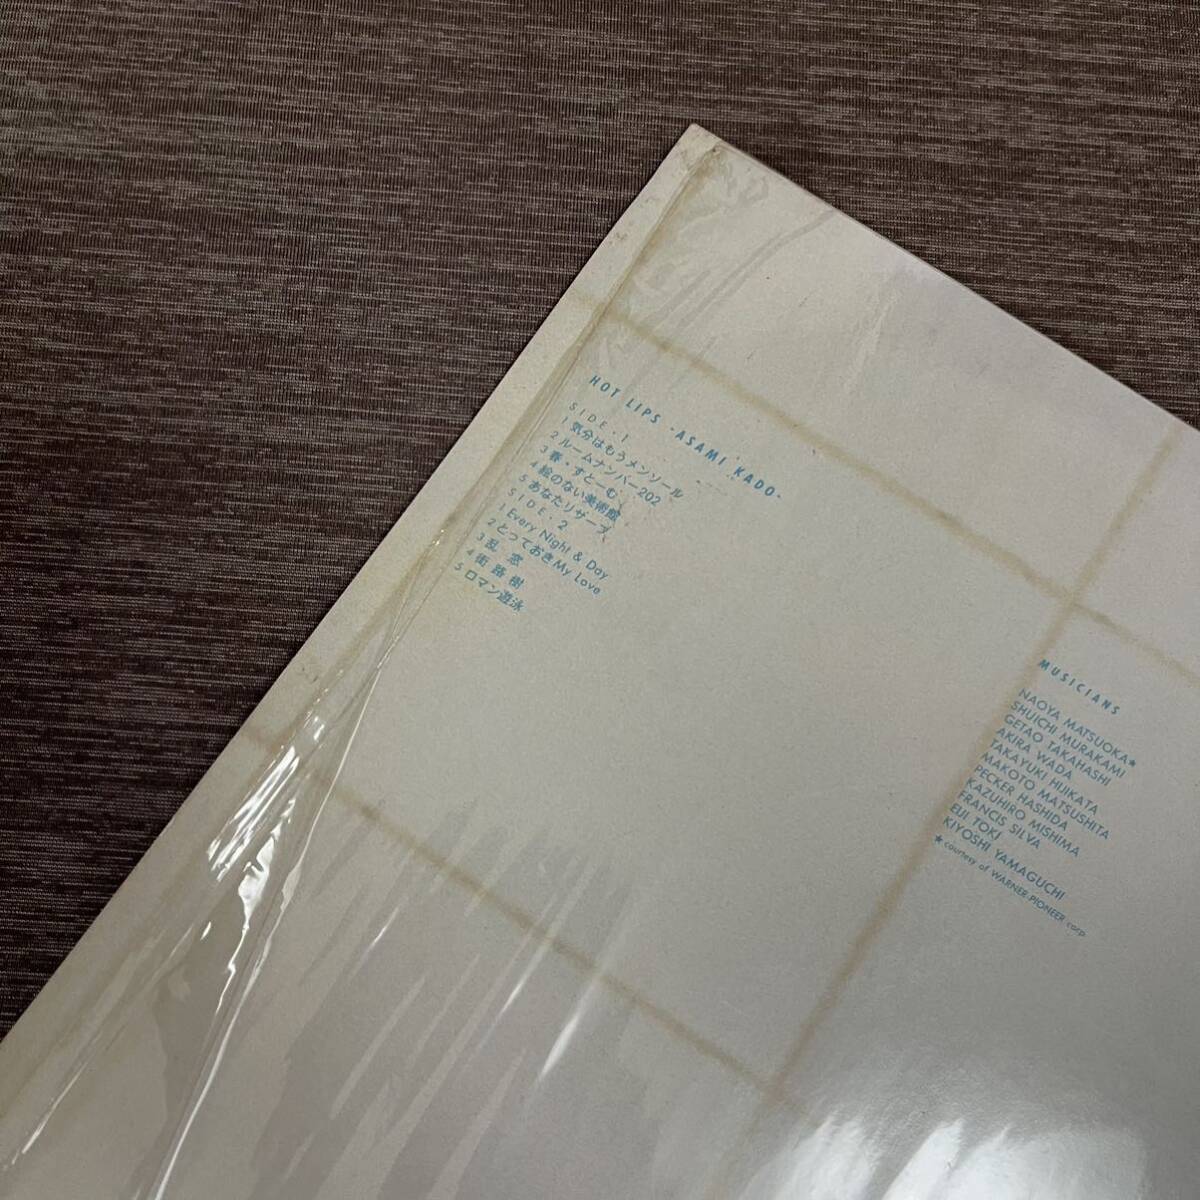 HOT LIPS -ASAMI KADO-
SIDE・1
1 気分はもうメンソール
2 ルームナンバー202
3 春・すとーむ
4 絵のない美術館
5 あなたリザーブ
SIDE・2
1 Every Night & Day
2 とっておきMy Love
3 乱 窓
4 街 路 樹
5 ロマン遊泳
MUSICIANS
NAOYA MATSUOKA*
SHUICHI MURAKAMI
GETAO TAKAHASHI
AKIRA WADA
TAKAYUKI HIJIKATA
MAKOTO MATSUSHITA
PECKER HASHIDA
KAZUHIRO MISHIMA
FRANCIS SILVA
EIJI TOKI
KIYOSHI YAMAGUCHI
* courtesy of WARNER-PIONEER corp.